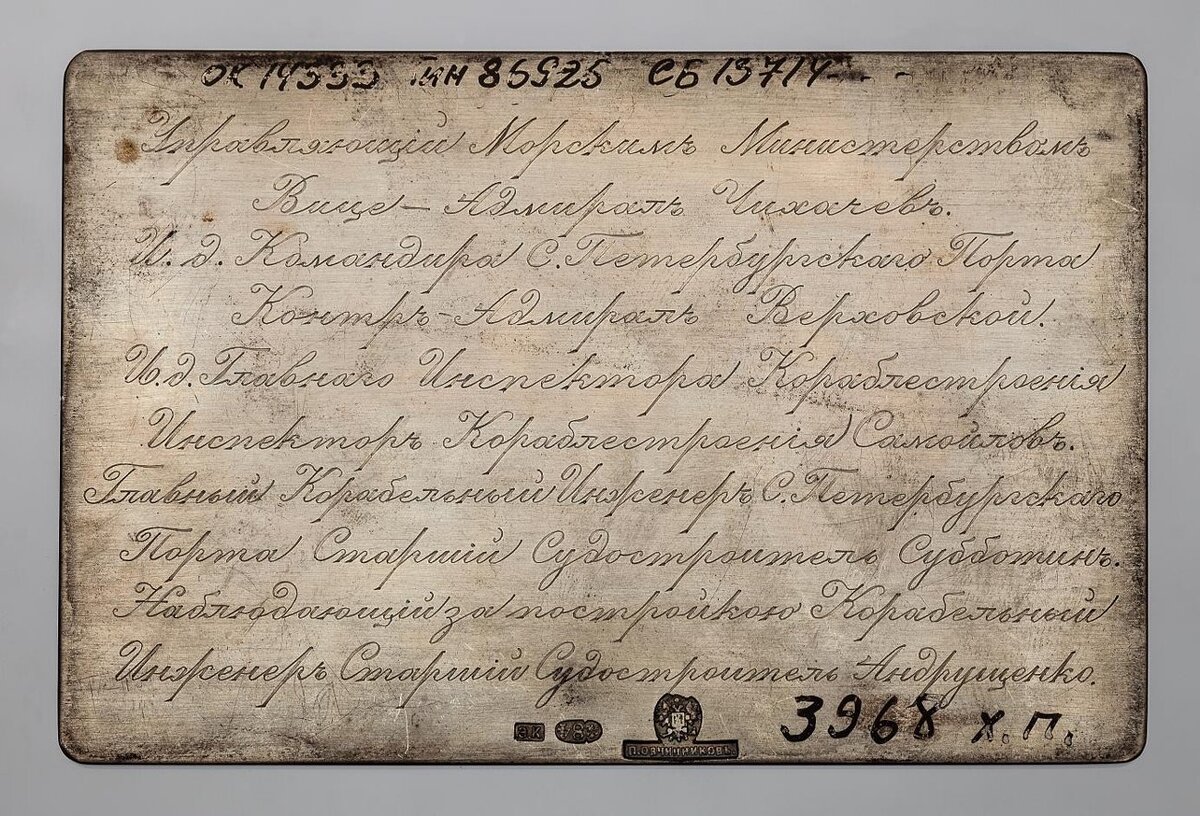 ОК 14999 ИН 85925 СБ 13714
Управляющій Морскимъ Министерствомъ
Вице-Адмиралъ Чихачевъ.
И. д. Командира С. Петербургскаго Порта
Контръ-Адмиралъ Верховской.
И. д. Главнаго Инспектора Кораблестроенія
Инспекторъ Кораблестроенія Самойловъ.
Главный Корабельный Инженеръ С. Петербургскаго
Порта Старшій Судостроитель Субботинъ.
Наблюдающій за постройкою Корабельный
Инженеръ Старшій Судостроитель Андрущенко.
П.ОВЧИННИКОВЪ
3968 Х.П.